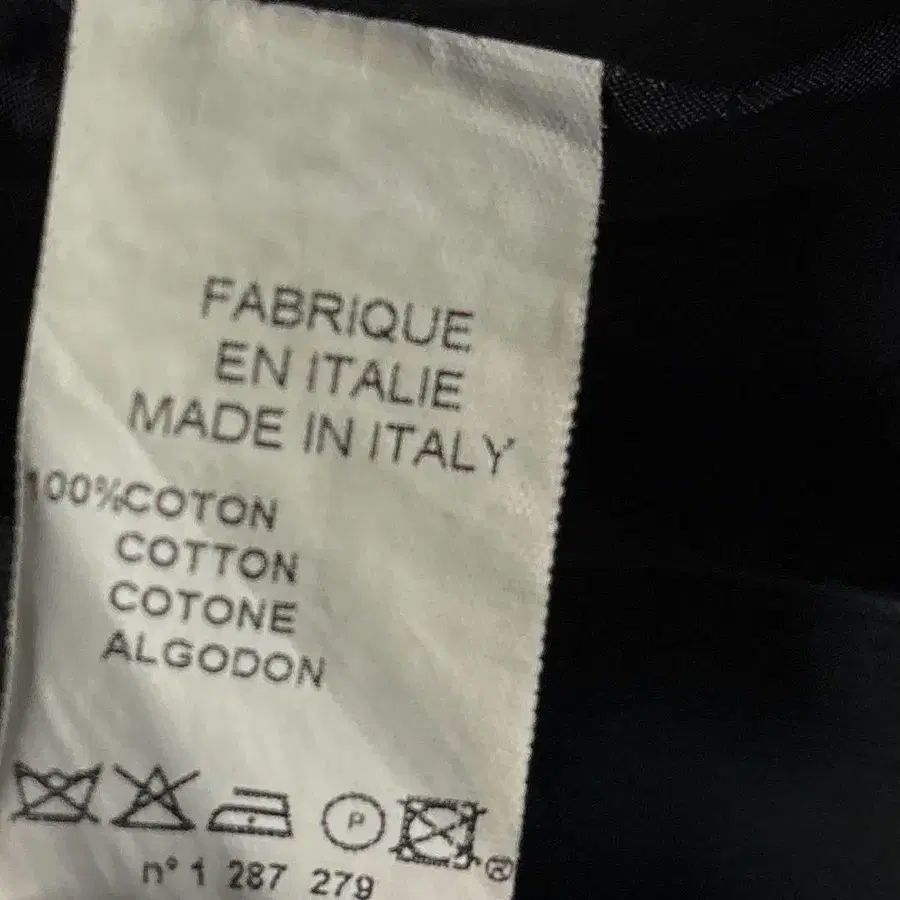 FABRIQUE
EN ITALIE
MADE IN ITALY
100%COTON
COTTON
COTONE
ALGODON
P
®
n° 1 287 279